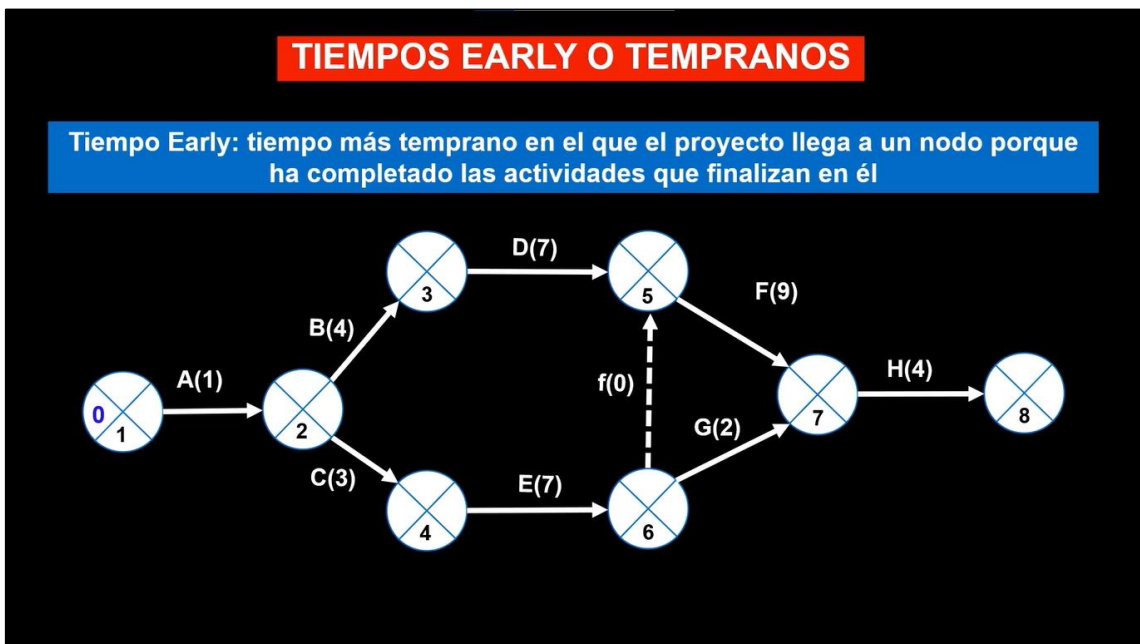 TIEMPOS EARLY O TEMPRANOS
Tiempo Early: tiempo más temprano en el que el proyecto llega a un nodo porque
ha completado las actividades que finalizan en él
D(7)
3
5
F(9)
B(4)
A(1)
f(0)
H(4)
0
1
2
7
8
G(2)
C(3)
E(7)
4
6